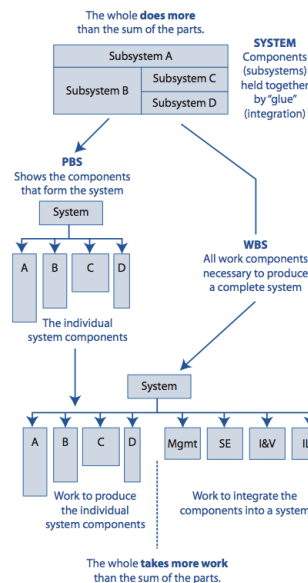 The whole does more
than the sum of the parts.
Subsystem A
Subsystem B
Subsystem C
Subsystem D
SYSTEM
Components
(subsystems)
held together
by “glue”
(integration)
PBS
Shows the components
that form the system
System
A
B
C
D
The individual
system components
WBS
All work components
necessary to produce
a complete system
System
A
B
C
D
Mgmt
SE
I&V
Work to produce
the individual
system components
Work to integrate the
components into a system
The whole takes more work
than the sum of the parts.